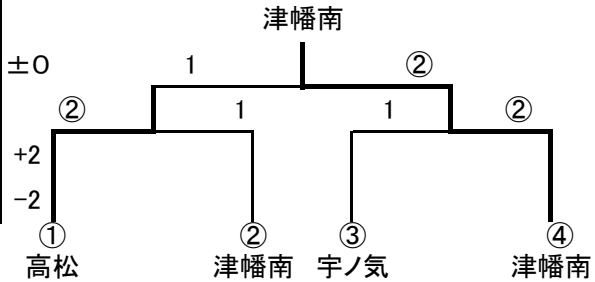 津幡南
±0 1 ②
② 1 1 ②
+2
-2
① ② ③ ④
高松 津幡南 宇ノ気 津幡南